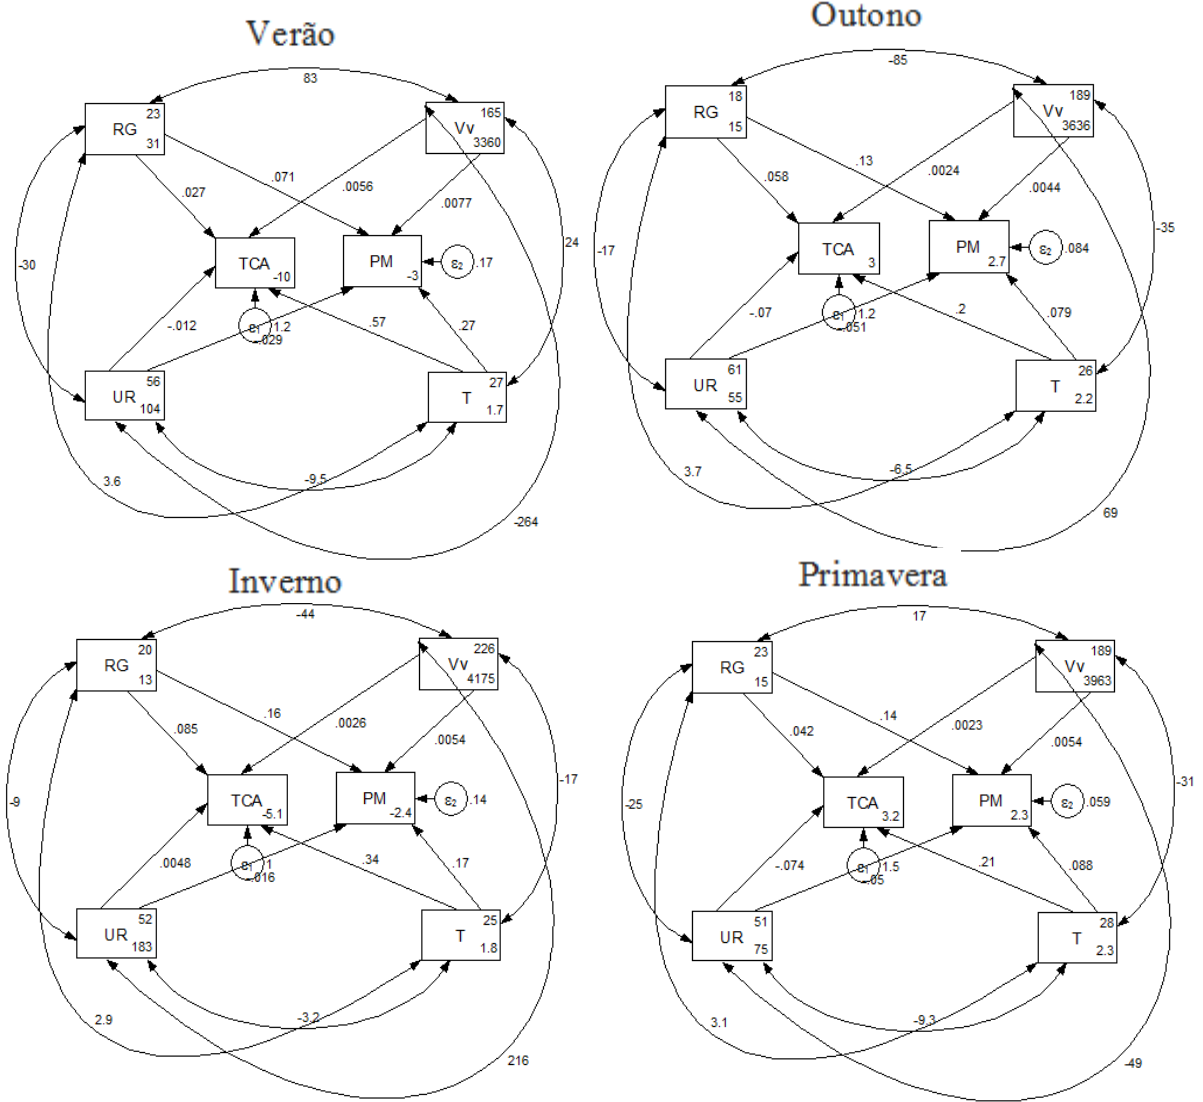 Verão
83
23
RG
31
165
Vv
3360
.071
.027
.0056
.0077
24
-30
TCA
-10
PM
-3
ε₂
.17
-.012
ε₁
1.2
-.029
.57
.27
56
UR
104
27
T
1.7
3.6
-9.5
-264
Outono
-85
18
RG
15
189
Vv
3636
.13
.058
.0024
.0044
-35
-17
TCA
3
PM
2.7
ε₂
.084
-.07
ε₁
1.2
-.051
.2
.079
61
UR
55
26
T
2.2
3.7
-6.5
69
Inverno
-44
20
RG
13
226
Vv
4175
.16
.085
.0026
.0054
-17
-9
TCA
-5.1
PM
-2.4
ε₂
.14
.0048
ε₁
1
-.016
.34
.17
52
UR
183
25
T
1.8
2.9
-3.2
216
Primavera
17
23
RG
15
189
Vv
3963
.14
.042
.0023
.0054
-31
-25
TCA
3.2
PM
2.3
ε₂
.059
-.074
ε₁
1.5
-.05
.21
.088
51
UR
75
28
T
2.3
3.1
-9.3
-49